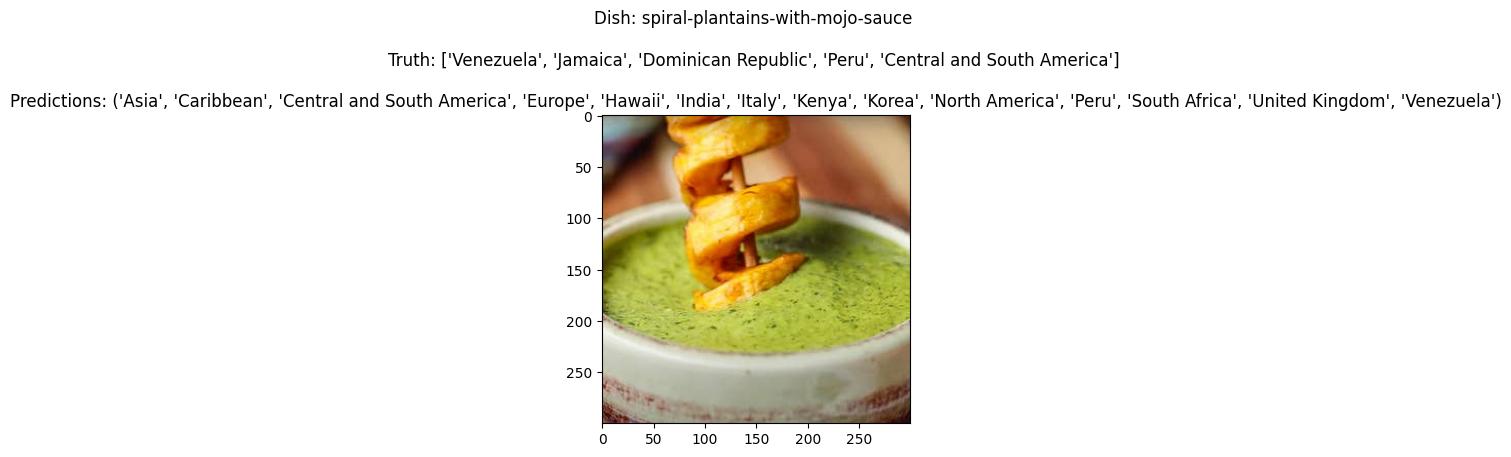 Dish: spiral-plantains-with-mojo-sauce
Truth: ['Venezuela', 'Jamaica', 'Dominican Republic', 'Peru', 'Central and South America']
Predictions: ('Asia', 'Caribbean', 'Central and South America', 'Europe', 'Hawaii', 'India', 'Italy', 'Kenya', 'Korea', 'North America', 'Peru', 'South Africa', 'United Kingdom', 'Venezuela')
0
50
100
150
200
250
0 50 100 150 200 250